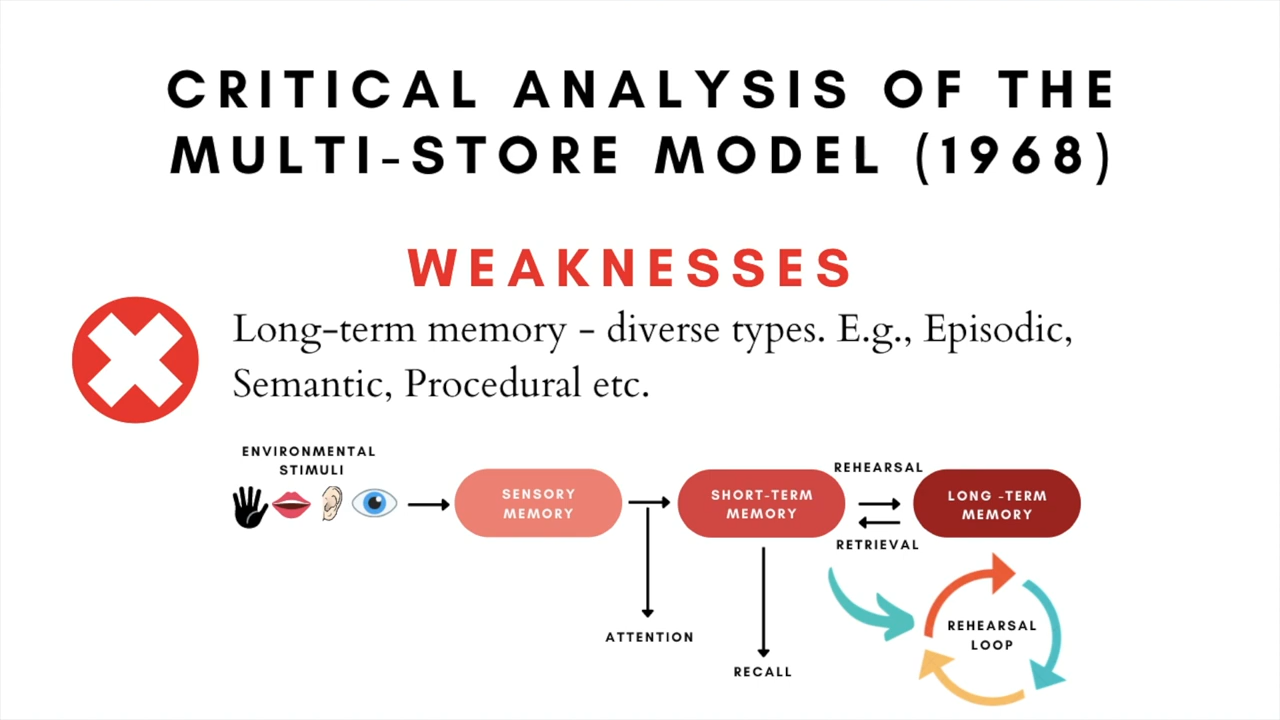 CRITICAL ANALYSIS OF THE
MULTI-STORE MODEL (1968)
WEAKNESSES
Long-term memory - diverse types. E.g., Episodic,
Semantic, Procedural etc.
ENVIRONMENTAL
STIMULI
SENSORY
MEMORY
SHORT-TERM
MEMORY
REHEARSAL
RETRIEVAL
LONG -TERM
MEMORY
ATTENTION
RECALL
REHEARSAL
LOOP